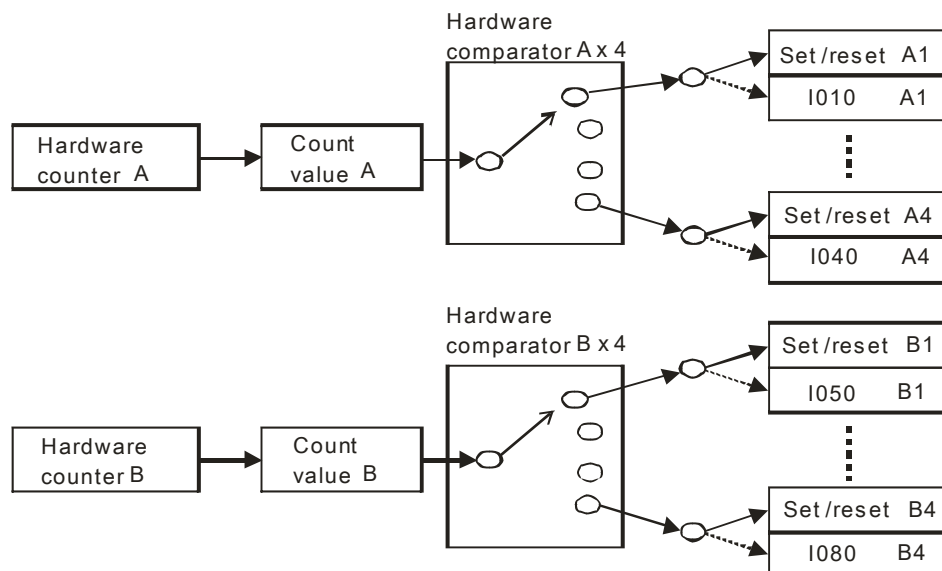 Hardware
comparator A x 4
Set/reset A1
I010 A1
Hardware
counter A
Count
value A
Set/reset A4
I040 A4
Hardware
comparator B x 4
Set/reset B1
I050 B1
Hardware
counter B
Count
value B
Set/reset B4
I080 B4